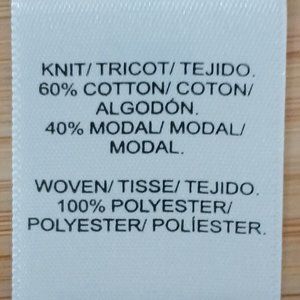 KNIT/ TRICOT/ TEJIDO.
60% COTTON/ COTON/
ALGODÓN.
40% MODAL/ MODAL/
MODAL.
WOVEN/ TISSE/ TEJIDO.
100% POLYESTER/
POLYESTER/ POLÍESTER.